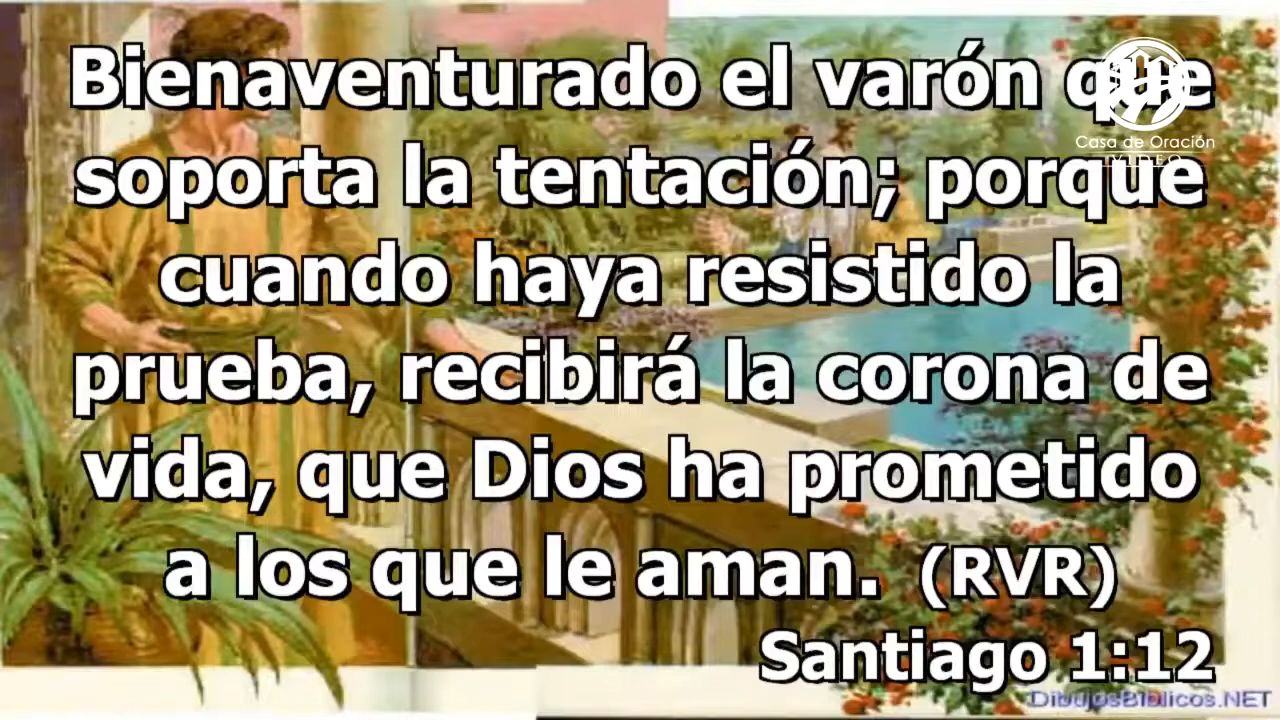 Bienaventurado el varón que
soporta la tentación; porque
cuando haya resistido la
prueba, recibirá la corona de
vida, que Dios ha prometido
a los que le aman. (RVR)
Santiago 1:12
Casa de Oración
VIDEO
DibujosBiblicos.NET